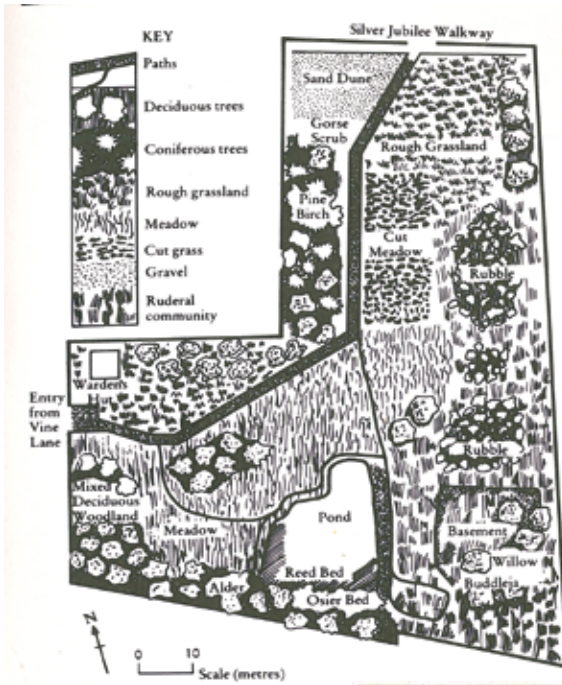 KEY
Paths
Deciduous trees
Coniferous trees
Rough grassland
Meadow
Cut grass
Gravel
Ruderal
community
Silver Jubilee Walkway
Sand Dune
Gorse
Scrub
Rough Grassland
Pine
Birch
Cut
Meadow
Rubble
Warden's
Hut
Entry
from
Vine
Lane
Rubble
Mixed
Deciduous
Woodland
Meadow
Pond
Basement
Willow
Buddleja
Reed Bed
Alder
Osier Bed
N
0 10
Scale (metres)